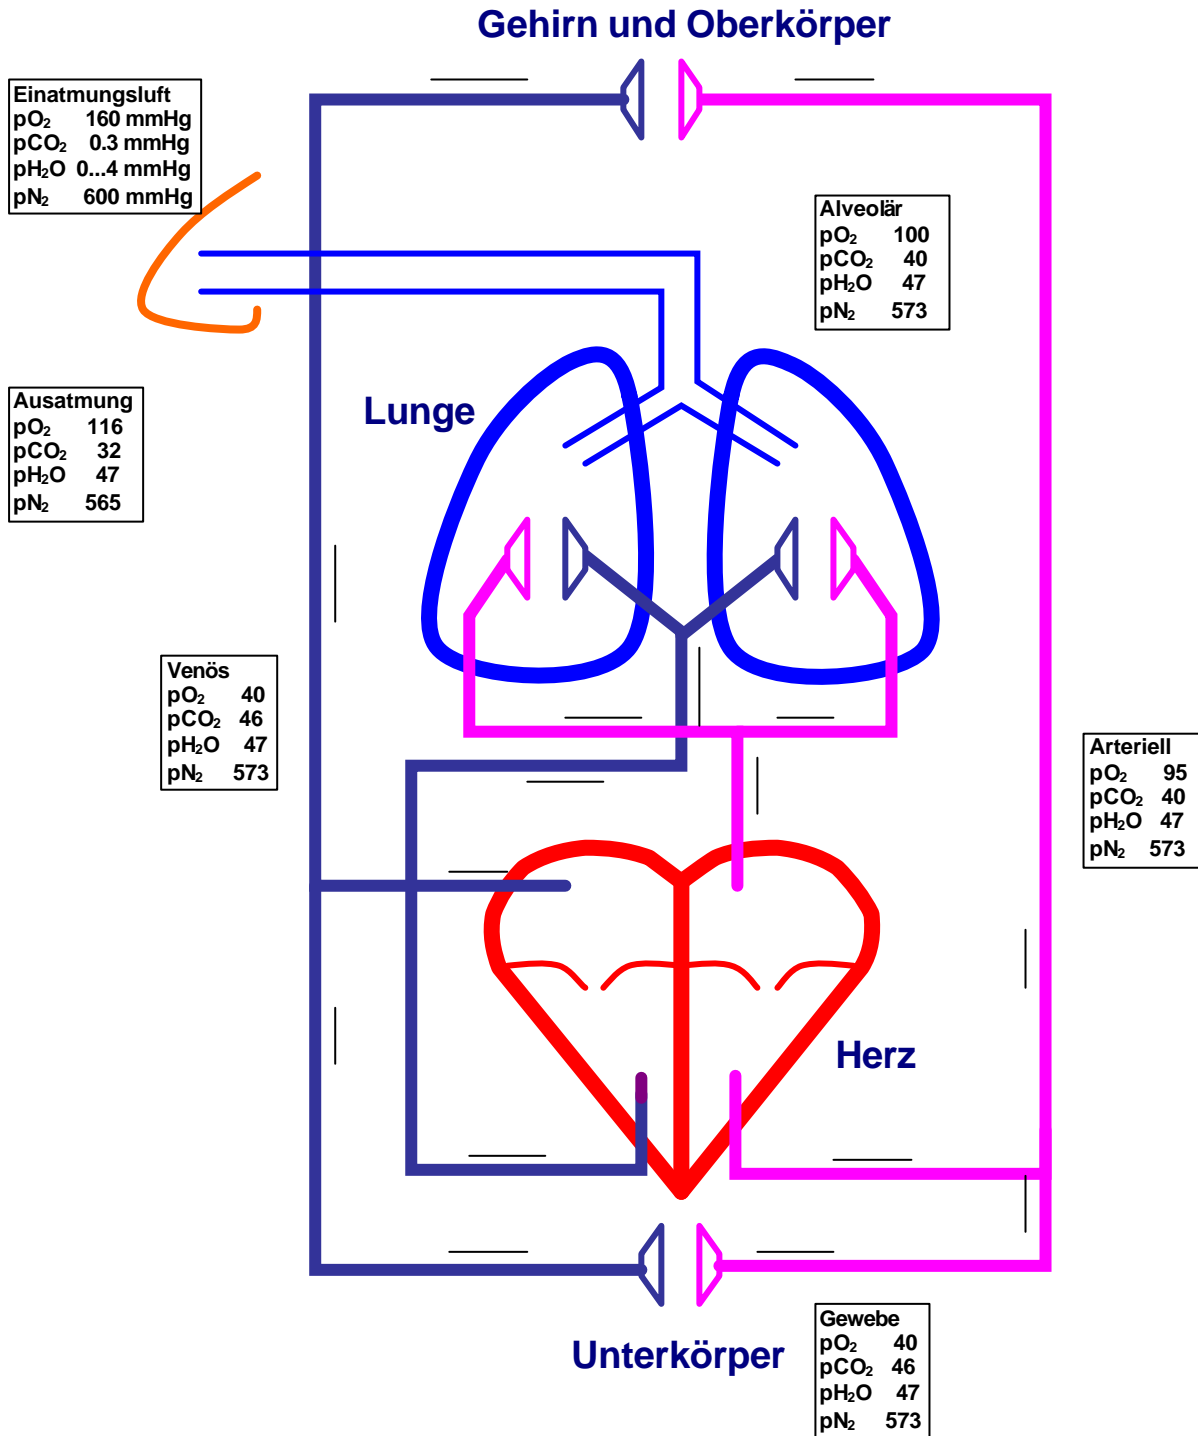 Gehirn und Oberkörper
Einatmungsluft
pO₂ 160 mmHg
pCO₂ 0.3 mmHg
pH₂O 0...4 mmHg
pN₂ 600 mmHg
Alveolär
pO₂ 100
pCO₂ 40
pH₂O 47
pN₂ 573
Ausatmung
pO₂ 116
pCO₂ 32
pH₂O 47
pN₂ 565
Lunge
Venös
pO₂ 40
pCO₂ 46
pH₂O 47
pN₂ 573
Arteriell
pO₂ 95
pCO₂ 40
pH₂O 47
pN₂ 573
Herz
Unterkörper
Gewebe
pO₂ 40
pCO₂ 46
pH₂O 47
pN₂ 573